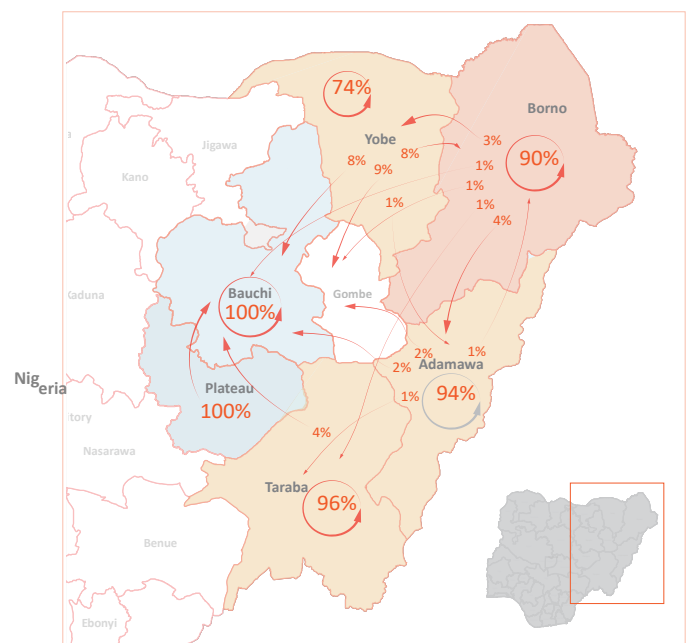 74%
Borno
Yobe
Jigawa
3%
8%
8%
9%
1%
90%
Kano
1%
1%
1%
4%
Bauchi
100%
Gombe
Kaduna
2%
1%
2%
Adamawa
Nigeria
Plateau
100%
1%
94%
tory
4%
Nasarawa
Taraba
96%
Benue
Ebonyi